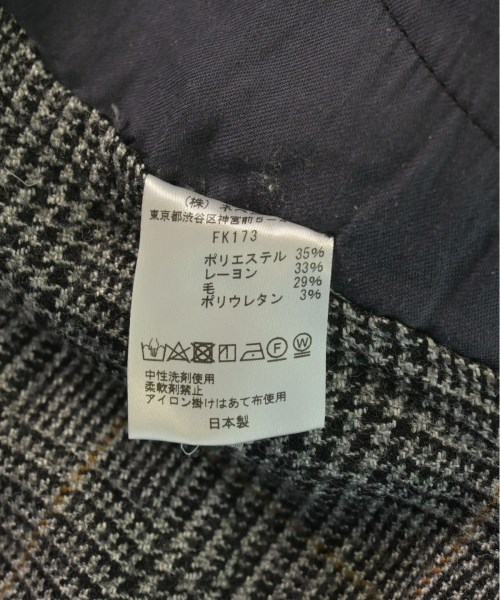 (株)
東京都渋谷区神宮前
FK173
ポリエステル 35%
レーヨン 33%
毛 29%
ポリウレタン 3%
F W
中性洗剤使用
柔軟剤禁止
アイロン掛けはあて布使用
日本製